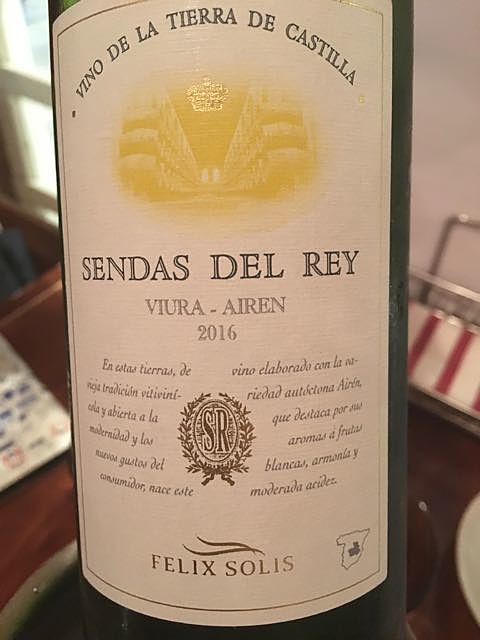 VINO DE LA TIERRA DE CASTILLA
SENDAS DEL REY
VIURA - AIREN
2016
En estas tierras, de
vieja tradición vitiviní-
cola y abierta a la
modernidad y los
nuevos gustos del
consumidor, nace este
SR
vino elaborado con la va-
riedad autóctona Airén,
que destaca por sus
aromas á frutas
blancas, armonía y
moderada acidez.
FELIX SOLIS